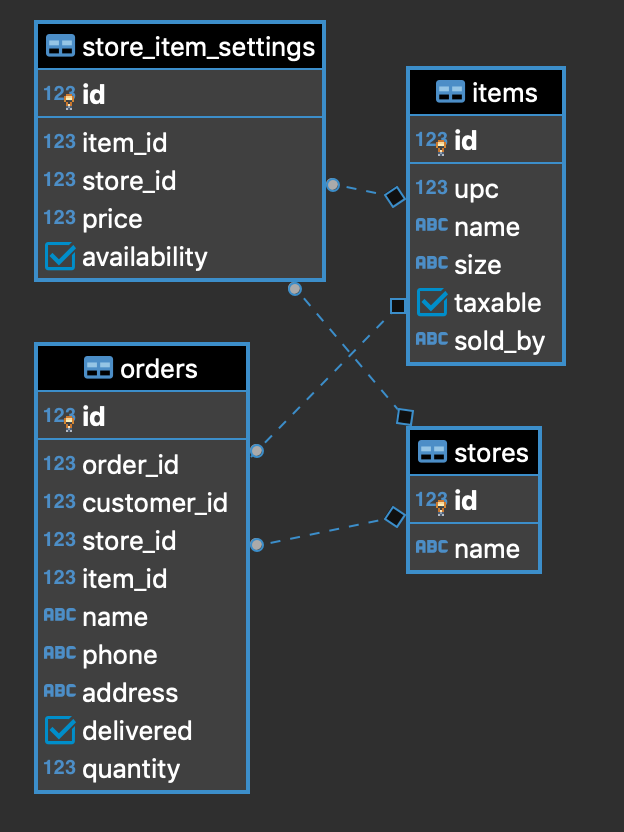 store_item_settings
123 id
123 item_id
123 store_id
123 price
availability
items
123 id
123 upc
ABC name
ABC size
taxable
ABC sold_by
orders
123 id
123 order_id
123 customer_id
123 store_id
123 item_id
ABC name
ABC phone
ABC address
delivered
123 quantity
stores
123 id
ABC name